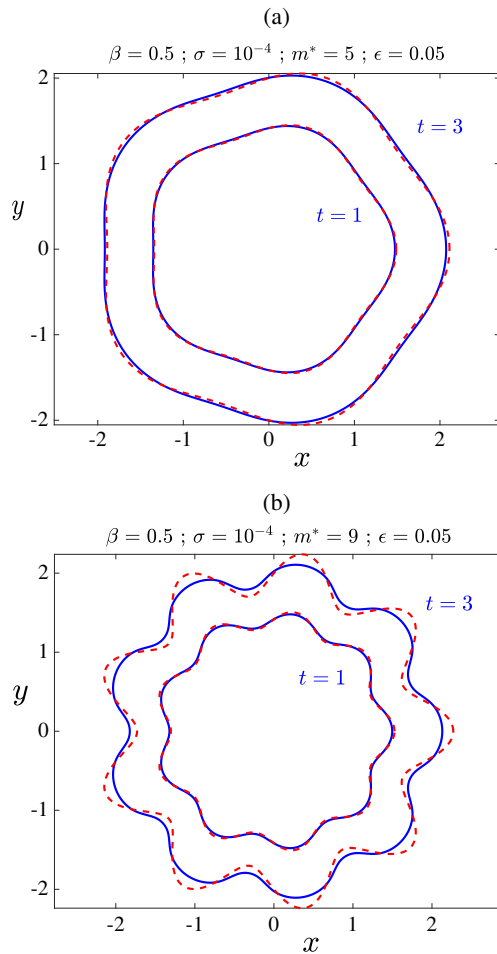 (a)
β = 0.5 ; σ = 10⁻⁴ ; m* = 5 ; ϵ = 0.05
2
t = 3
1
t = 1
y
0
-1
-2
-2 -1 0 1 2
x
(b)
β = 0.5 ; σ = 10⁻⁴ ; m* = 9 ; ϵ = 0.05
2
t = 3
1
t = 1
y
0
-1
-2
-2 -1 0 1 2
x